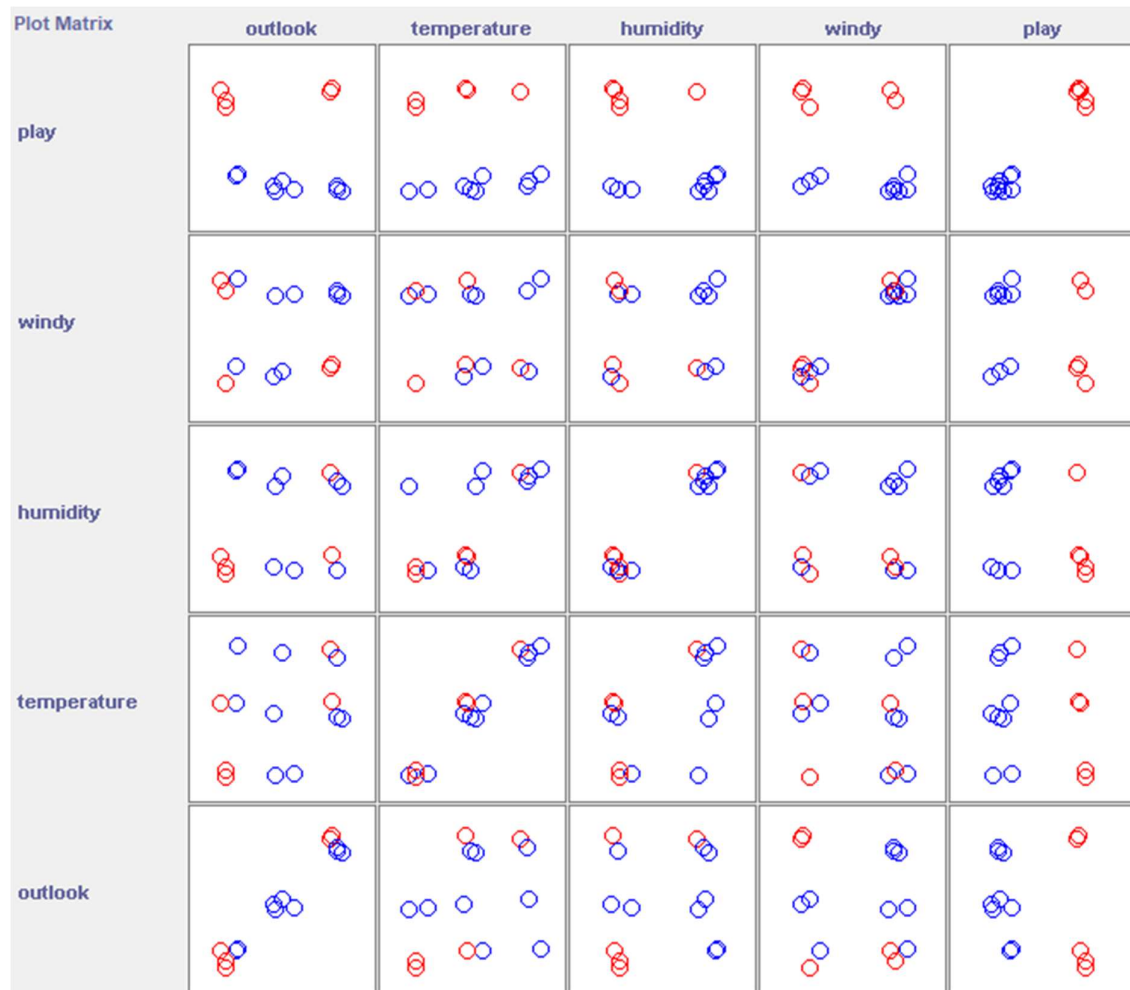 Plot Matrix
outlook temperature humidity windy play
play
windy
humidity
temperature
outlook